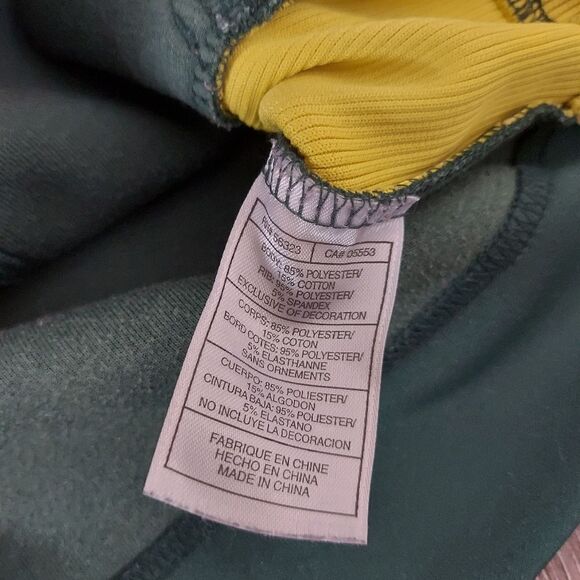 RN# 56323 CA# 05553
BODY: 85% POLYESTER/
15% COTTON
RIB: 95% POLYESTER/
5% SPANDEX
EXCLUSIVE OF DECORATION
CORPS: 85% POLYESTER/
15% COTON
BORD COTES: 95% POLYESTER/
5% ELASTHANNE
SANS ORNEMENTS
CUERPO: 85% POLIESTER/
15% ALGODON
CINTURA BAJA: 95% POLIESTER/
5% ELASTANO
NO INCLUYE LA DECORACION
FABRIQUE EN CHINE
HECHO EN CHINA
MADE IN CHINA